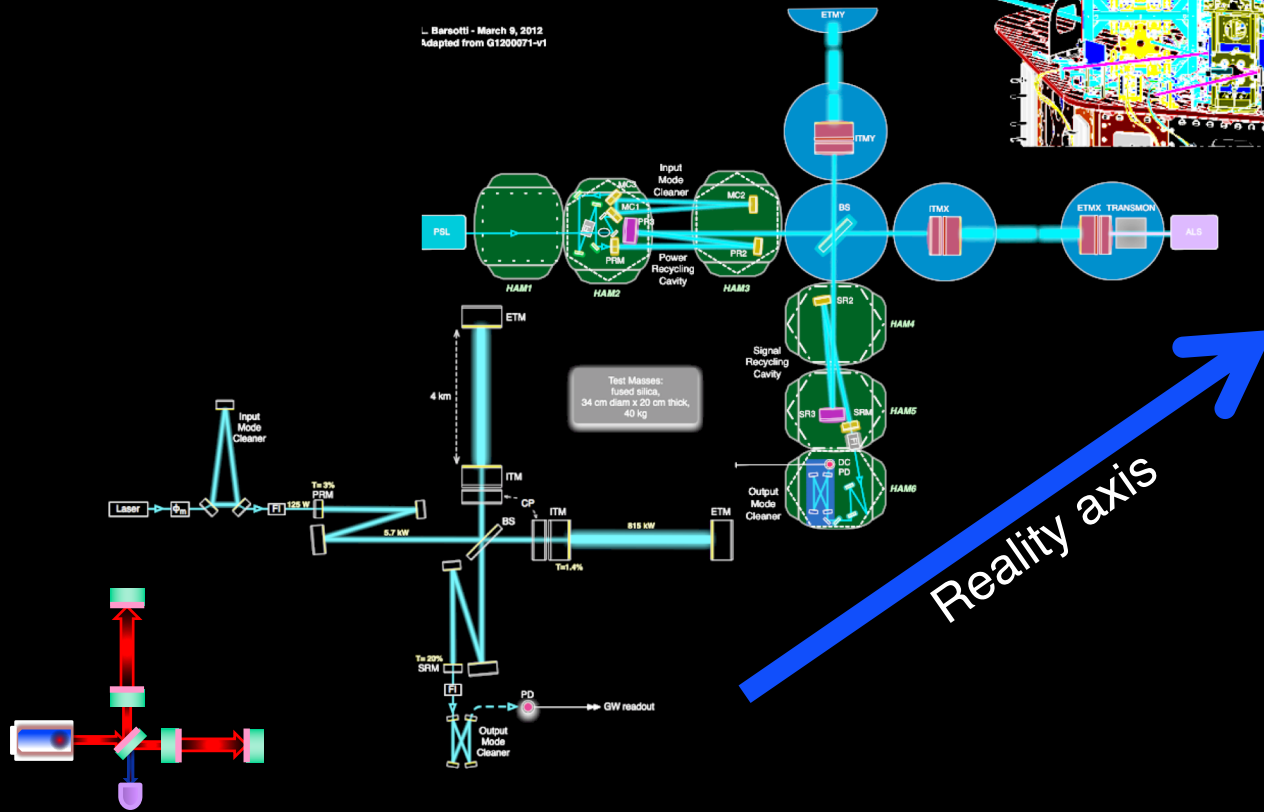 L. Barsotti - March 9, 2012
Adapted from G1200071-v1
ETMY
ITMY
Input
Mode
Cleaner
MC3
MC1
MC2
PR3
BS
ITMX
ETMX
TRANSMON
PSL
ALS
PRM
Power
Recycling
Cavity
PR2
HAM1
HAM2
HAM3
SR2
HAM4
Signal
Recycling
Cavity
SR3
SRM
HAM5
FI
DC
PD
HAM6
Output
Mode
Cleaner
ETM
4 km
Test Masses:
fused silica,
34 cm diam x 20 cm thick,
40 kg
Input
Mode
Cleaner
ITM
T= 3%
PRM
Laser
Φm
FI
125 W
CP
BS
ITM
ETM
5.7 kW
815 kW
T=1.4%
T= 20%
SRM
FI
PD
GW readout
Output
Mode
Cleaner
Reality axis